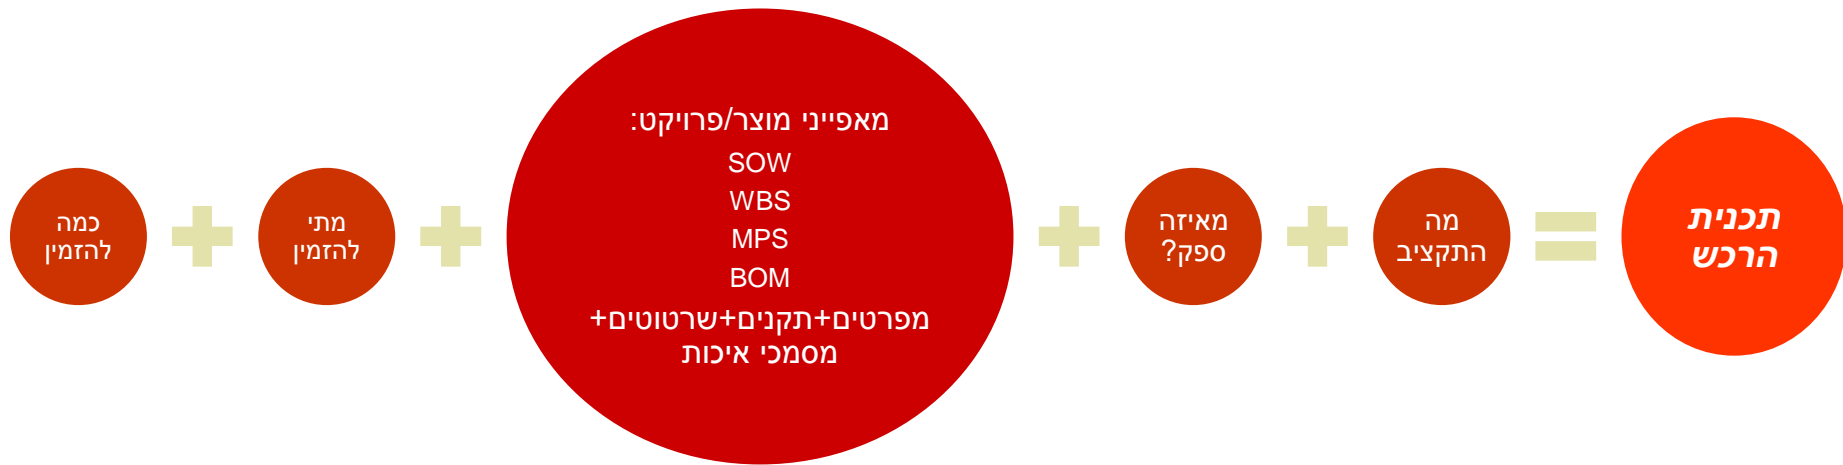 כמה
להזמין
מתי
להזמין
מאפייני מוצר/פרויקט:
SOW
WBS
MPS
BOM
מפרטים+תקנים+שרטוטים+
מסמכי איכות
מאיזה
ספק?
מה
התקציב
תכנית
הרכש